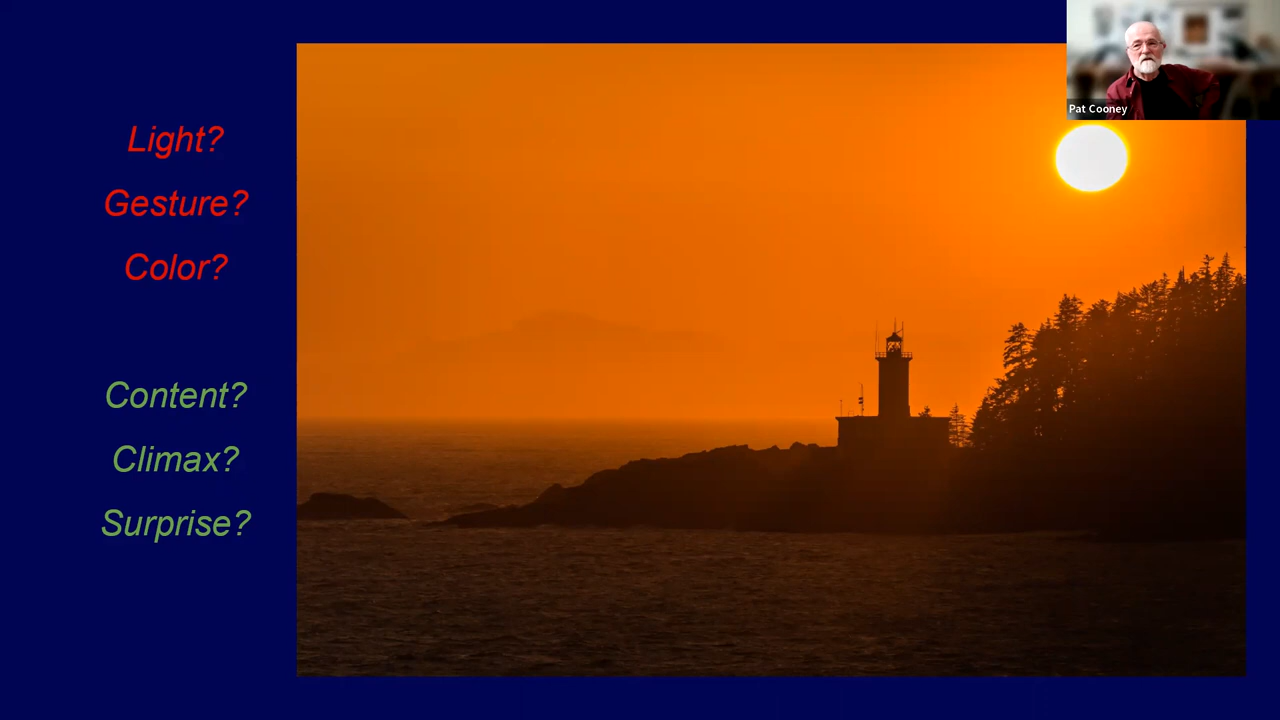 Light?
Gesture?
Color?
Content?
Climax?
Surprise?
Pat Cooney